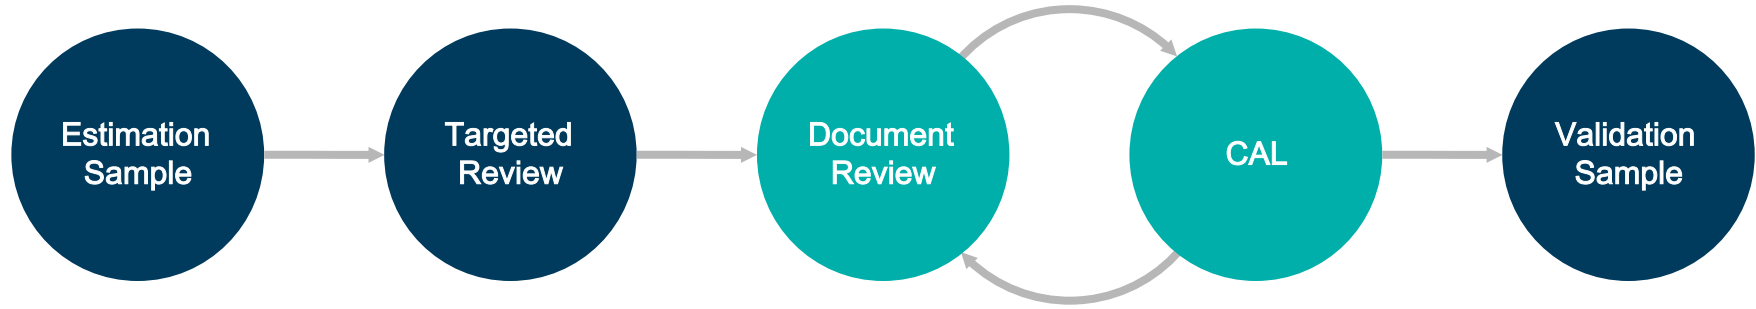 Estimation
Sample
Targeted
Review
Document
Review
CAL
Validation
Sample